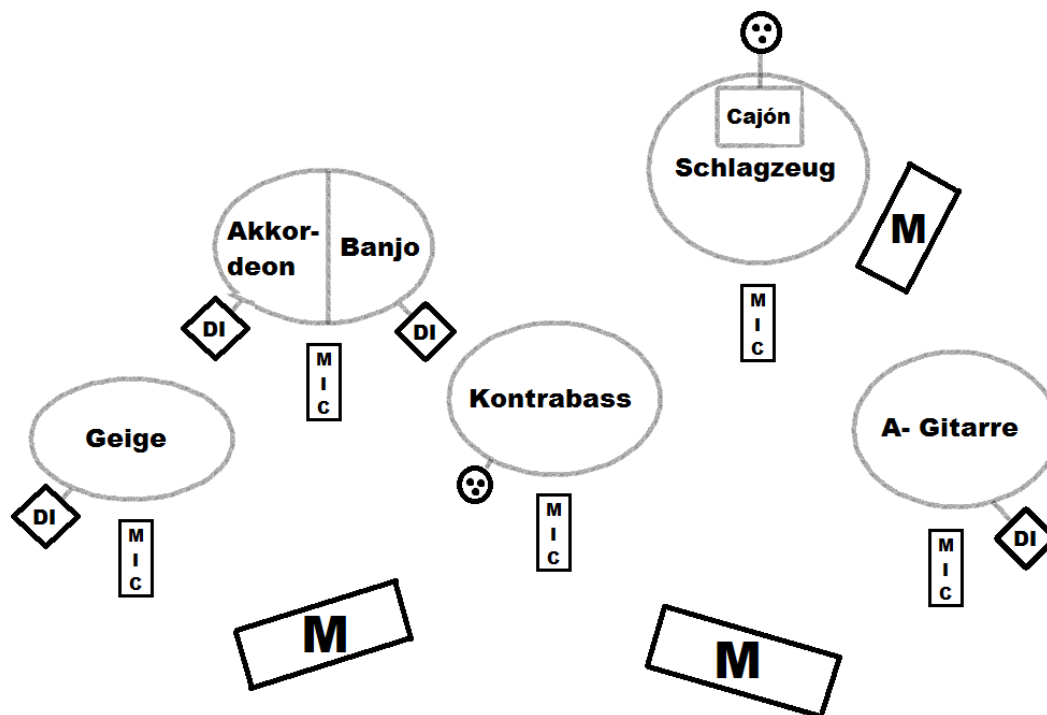 Cajón
Schlagzeug
M
Akkor-
deon
Banjo
DI
DI
M
I
C
M
I
C
Kontrabass
Geige
A- Gitarre
DI
M
I
C
M
I
C
M
I
C
DI
M
M